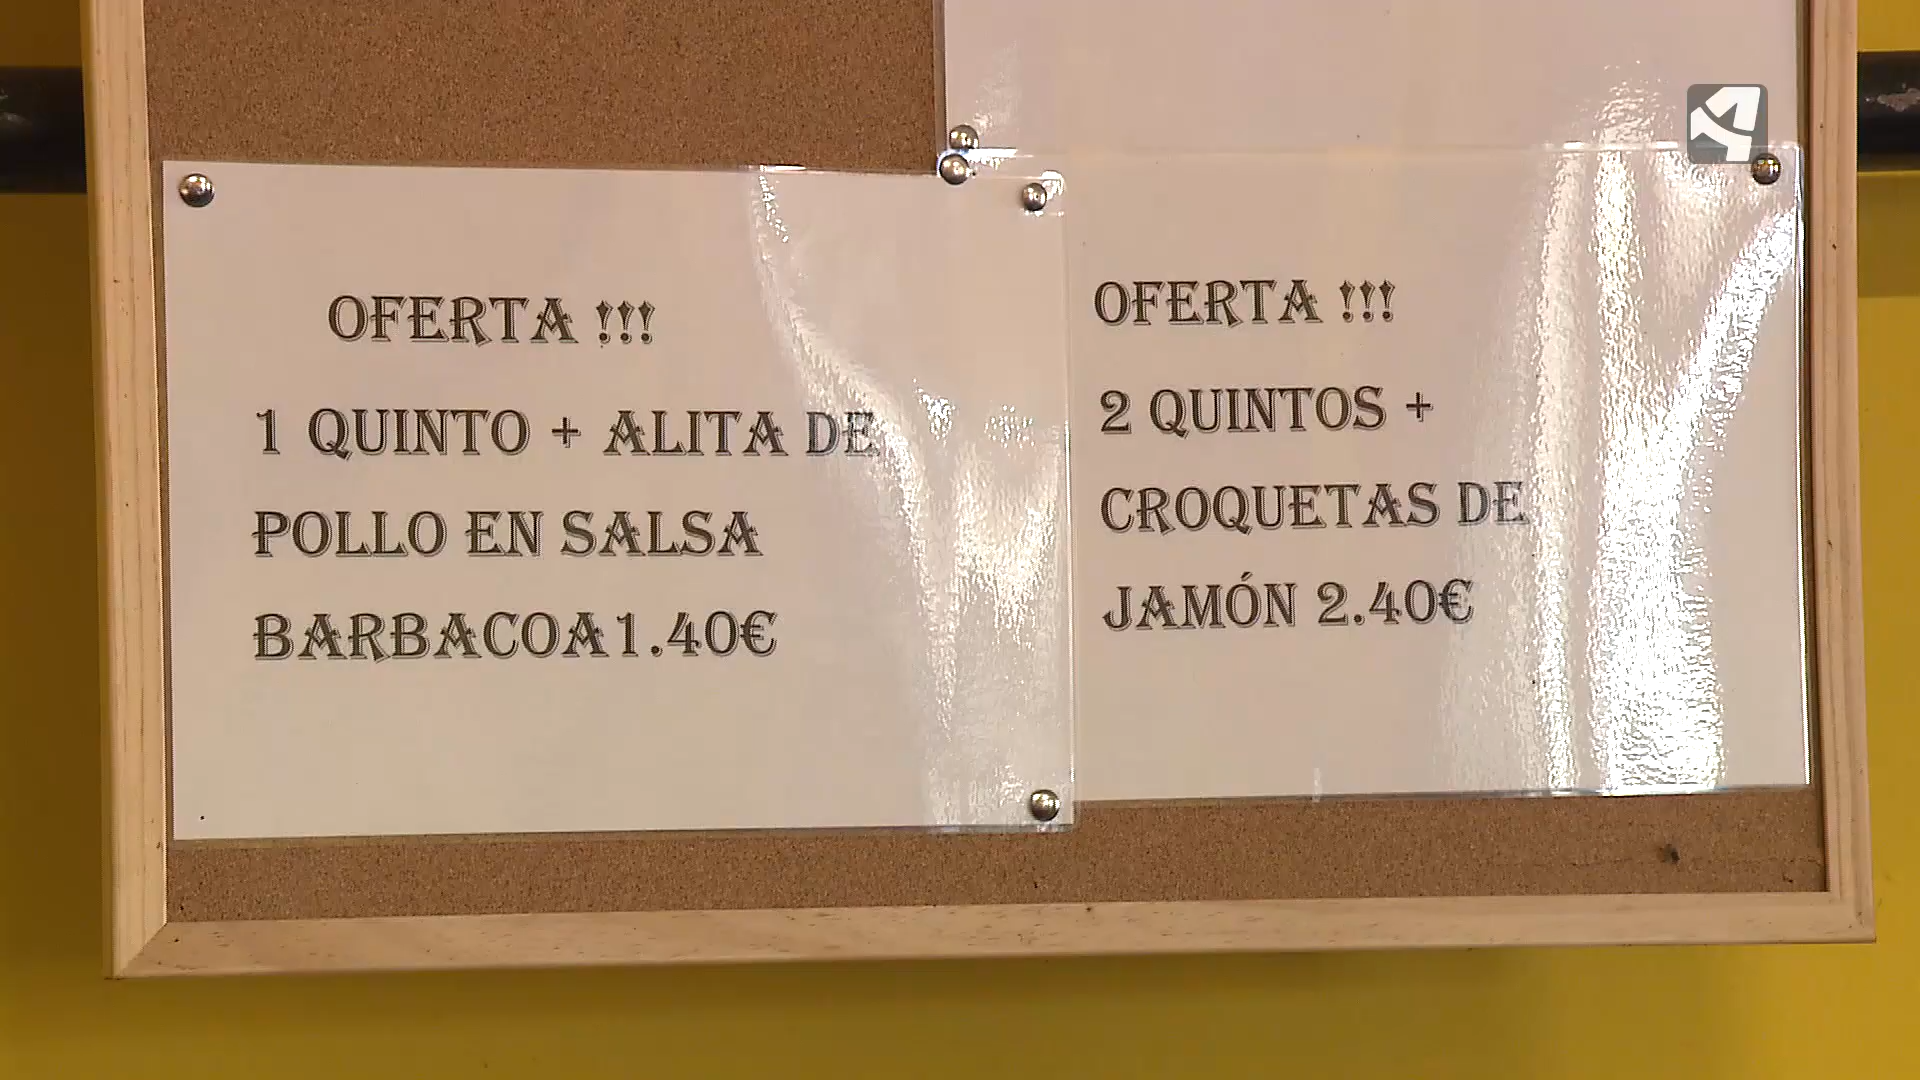 OFERTA !!!
1 QUINTO + ALITA DE
POLLO EN SALSA
BARBACOA1.40€
OFERTA !!!
2 QUINTOS +
CROQUETAS DE
JAMÓN 2.40€